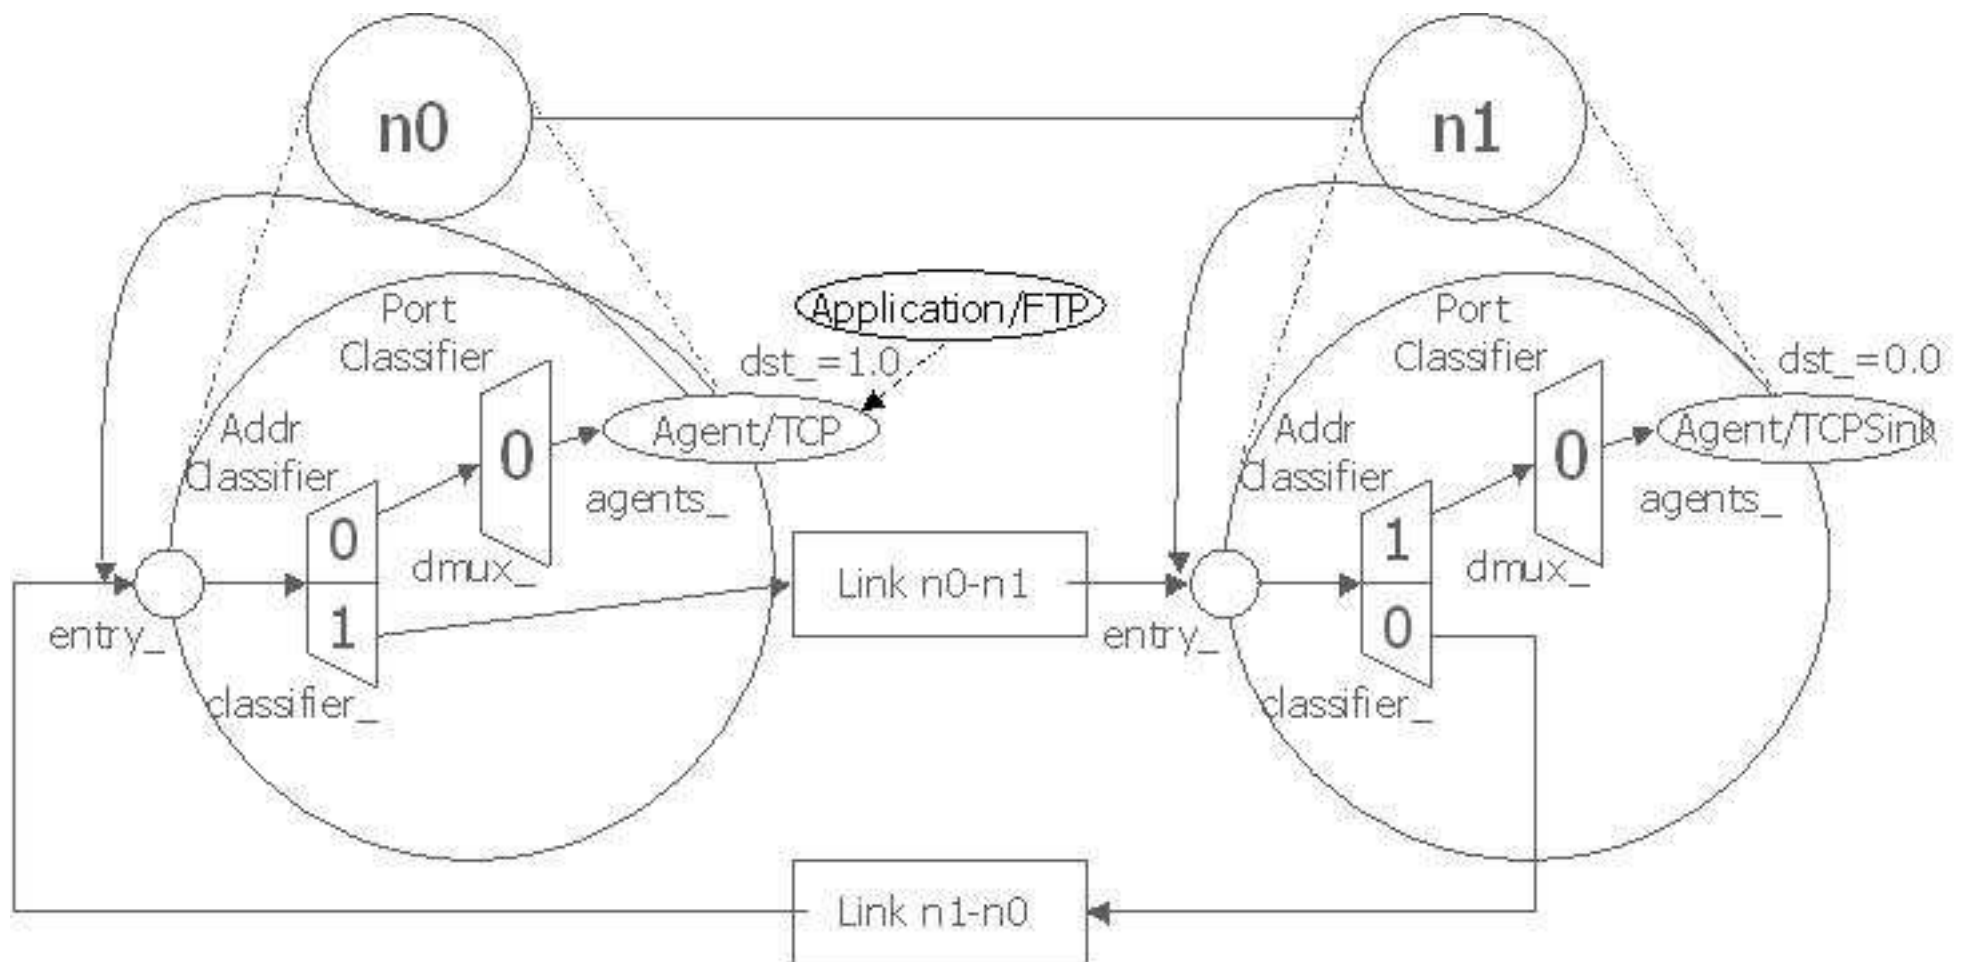 n0
n1
Port
Classifier
Application/FTP
dst_=1.0
Addr
Classifier
0
Agent/TCP
agents_
0
1
dmux_
entry_
classifier_
Link n0-n1
Port
Classifier
dst_=0.0
Addr
Classifier
0
Agent/TCPSink
agents_
1
0
dmux_
entry_
classifier_
Link n1-n0